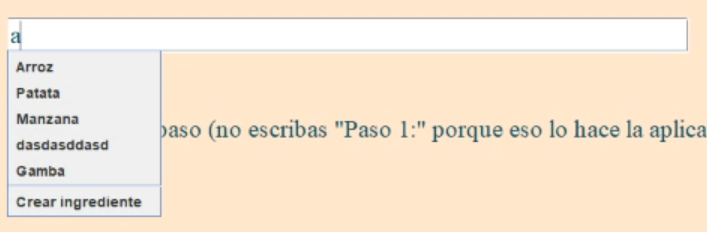 a
Arroz
Patata
Manzana
dasdasddasd
Gamba
Crear ingrediente
paso (no escribas "Paso 1:" porque eso lo hace la aplica